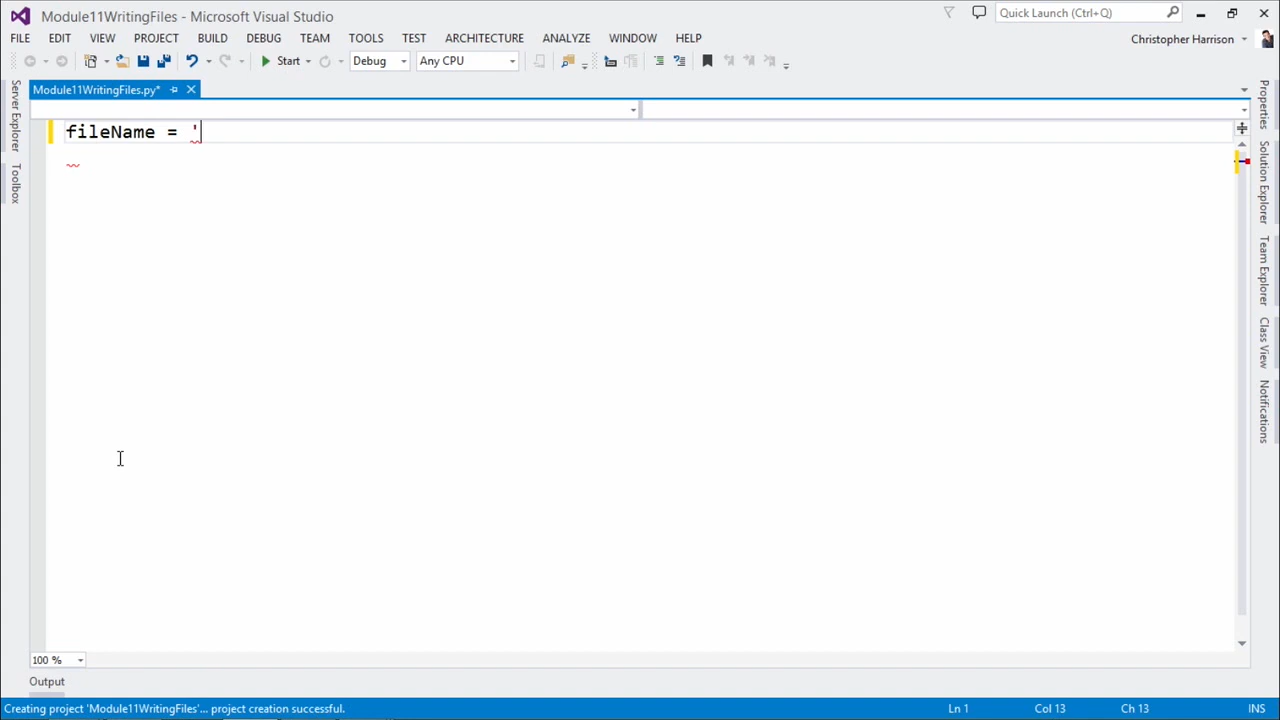 Module11WritingFiles - Microsoft Visual Studio
Quick Launch (Ctrl+Q)
FILE EDIT VIEW PROJECT BUILD DEBUG TEAM TOOLS TEST ARCHITECTURE ANALYZE WINDOW HELP
Christopher Harrison
Start Debug Any CPU
Module11WritingFiles.py*
fileName = '
Server Explorer
Toolbox
Properties
Solution Explorer
Team Explorer
Class View
Notifications
100 %
Output
Creating project 'Module11WritingFiles'... project creation successful.
Ln 1 Col 13 Ch 13 INS